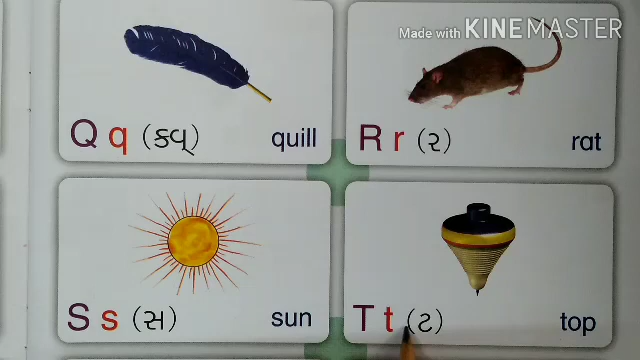 Made with KINEMASTER
Q q (ક્વ્) quill
R r (ર) rat
S s (સ) sun
T t (ટ) top